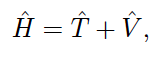 Ĥ = T̂ + V̂,